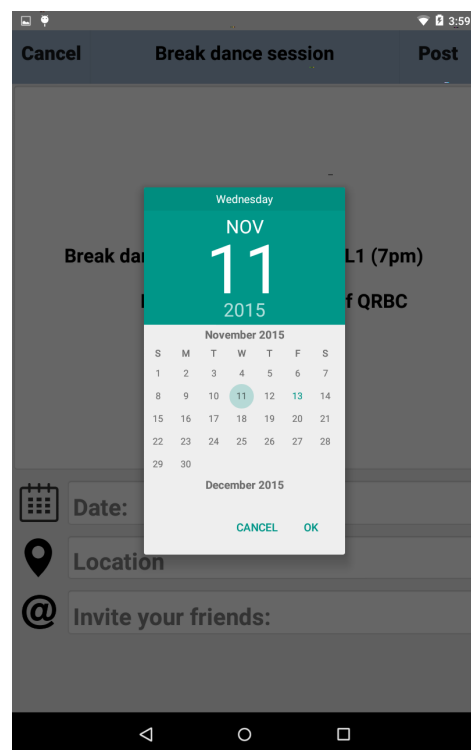 3:59
Cancel Break dance session Post
Wednesday
NOV
11
2015
Break da L1 (7pm)
f QRBC
November 2015
S M T W T F S
1 2 3 4 5 6 7
8 9 10 11 12 13 14
15 16 17 18 19 20 21
22 23 24 25 26 27 28
29 30
December 2015
CANCEL OK
Date:
Location
@ Invite your friends: